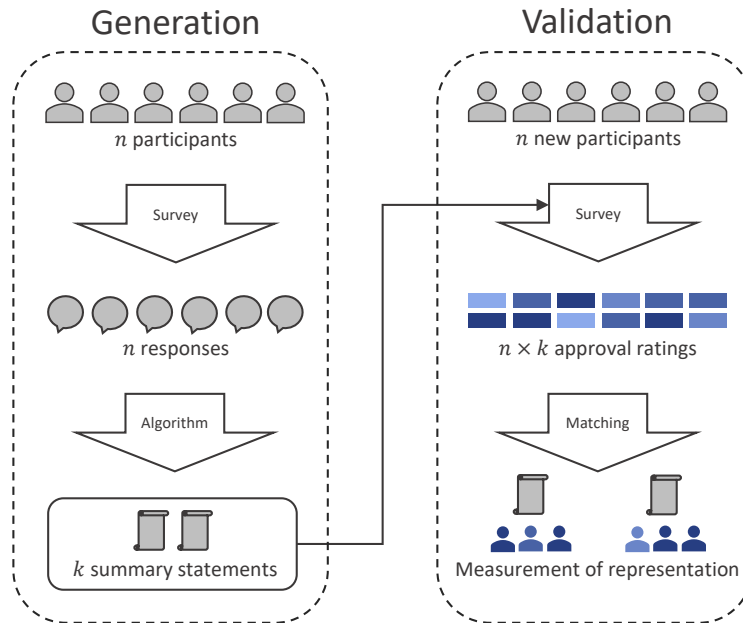 Generation
n participants
Survey
n responses
Algorithm
k summary statements
Validation
n new participants
Survey
n × k approval ratings
Matching
Measurement of representation